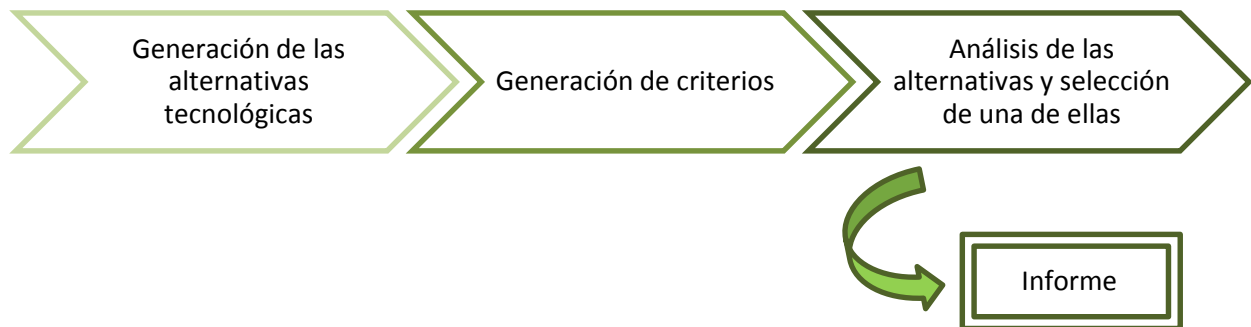 Generación de las
alternativas
tecnológicas
Generación de criterios
Análisis de las
alternativas y selección
de una de ellas
Informe